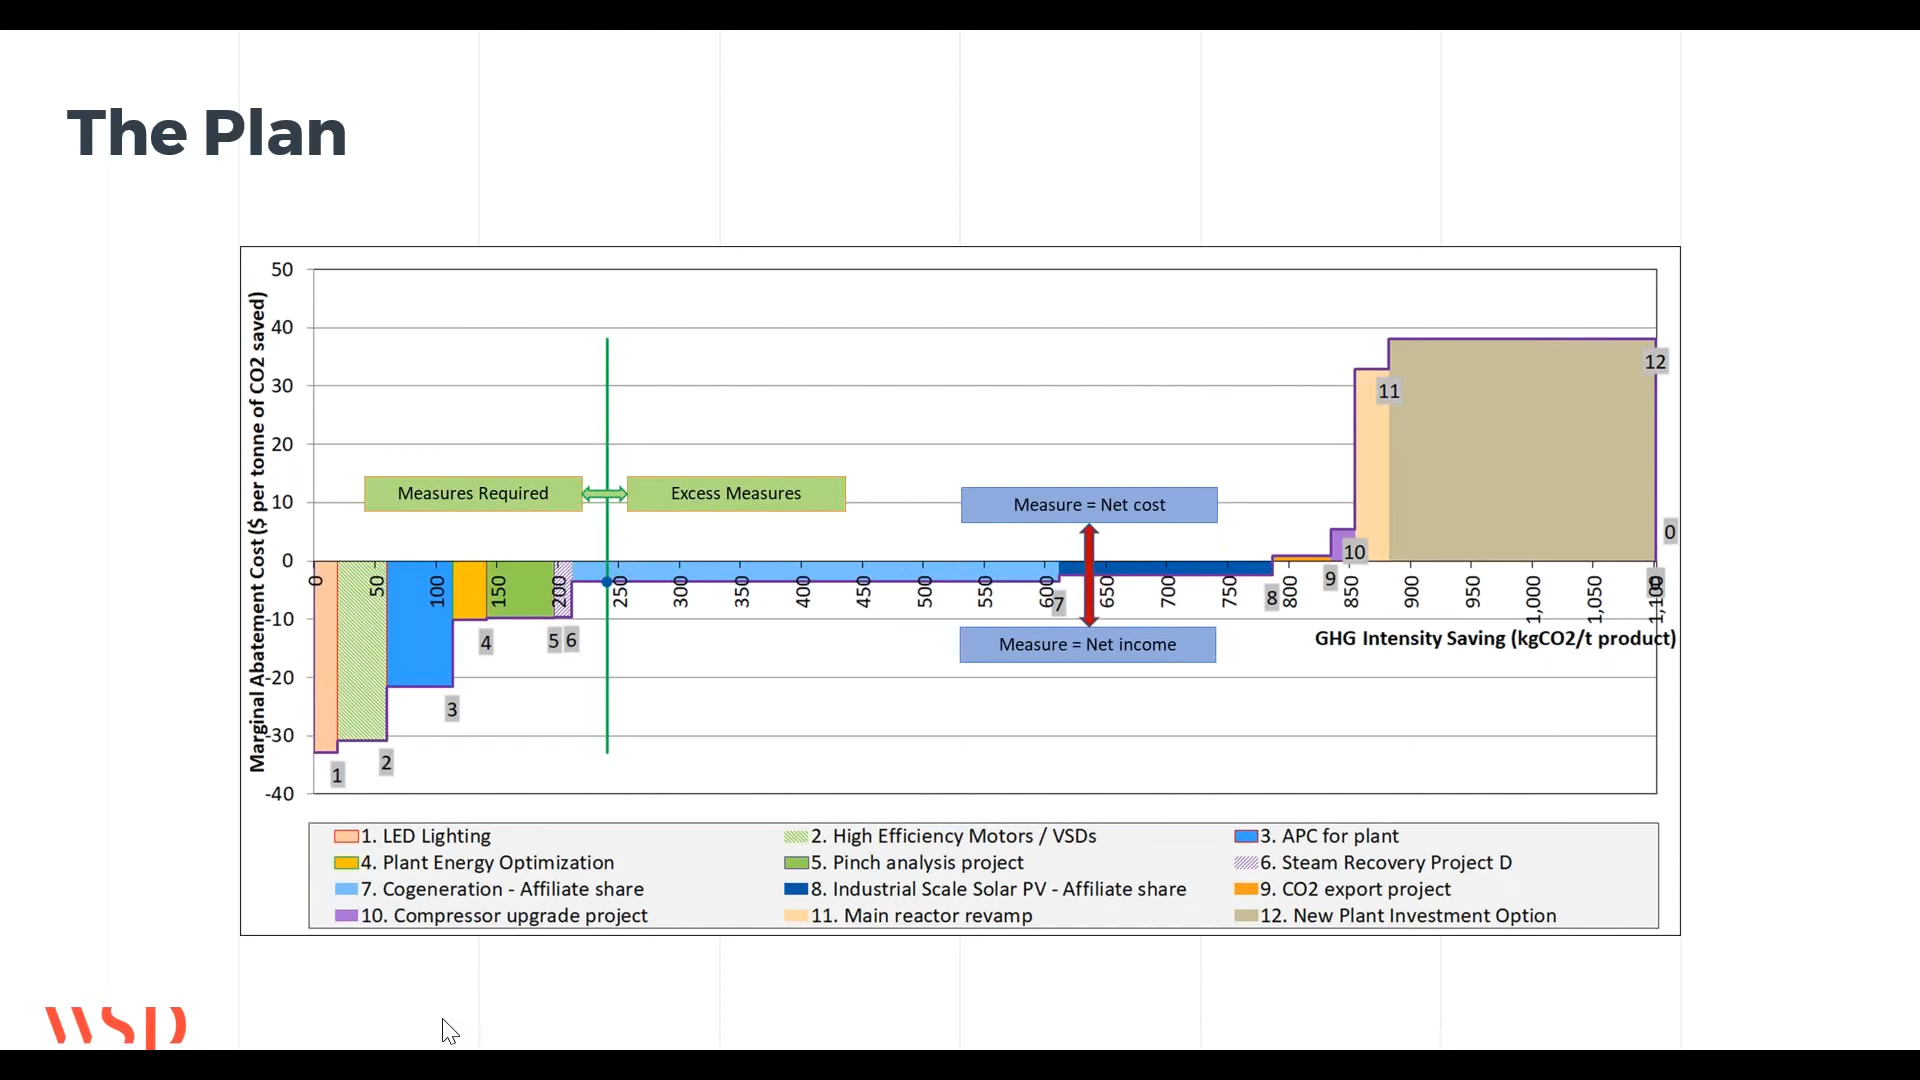 The Plan
Marginal Abatement Cost ($ per tonne of CO2 saved)
50
40
30
20
10
0
-10
-20
-30
-40
Measures Required
Excess Measures
Measure = Net cost
Measure = Net income
0 50 100 150 200 250 300 350 400 450 500 550 600 650 700 750 800 850 900 950 1,000 1,050 1,100
GHG Intensity Saving (kgCO2/t product)
1
2
3
4
5
6
7
8
9
10
11
12
0
0
1. LED Lighting
2. High Efficiency Motors / VSDs
3. APC for plant
4. Plant Energy Optimization
5. Pinch analysis project
6. Steam Recovery Project D
7. Cogeneration - Affiliate share
8. Industrial Scale Solar PV - Affiliate share
9. CO2 export project
10. Compressor upgrade project
11. Main reactor revamp
12. New Plant Investment Option
WSP